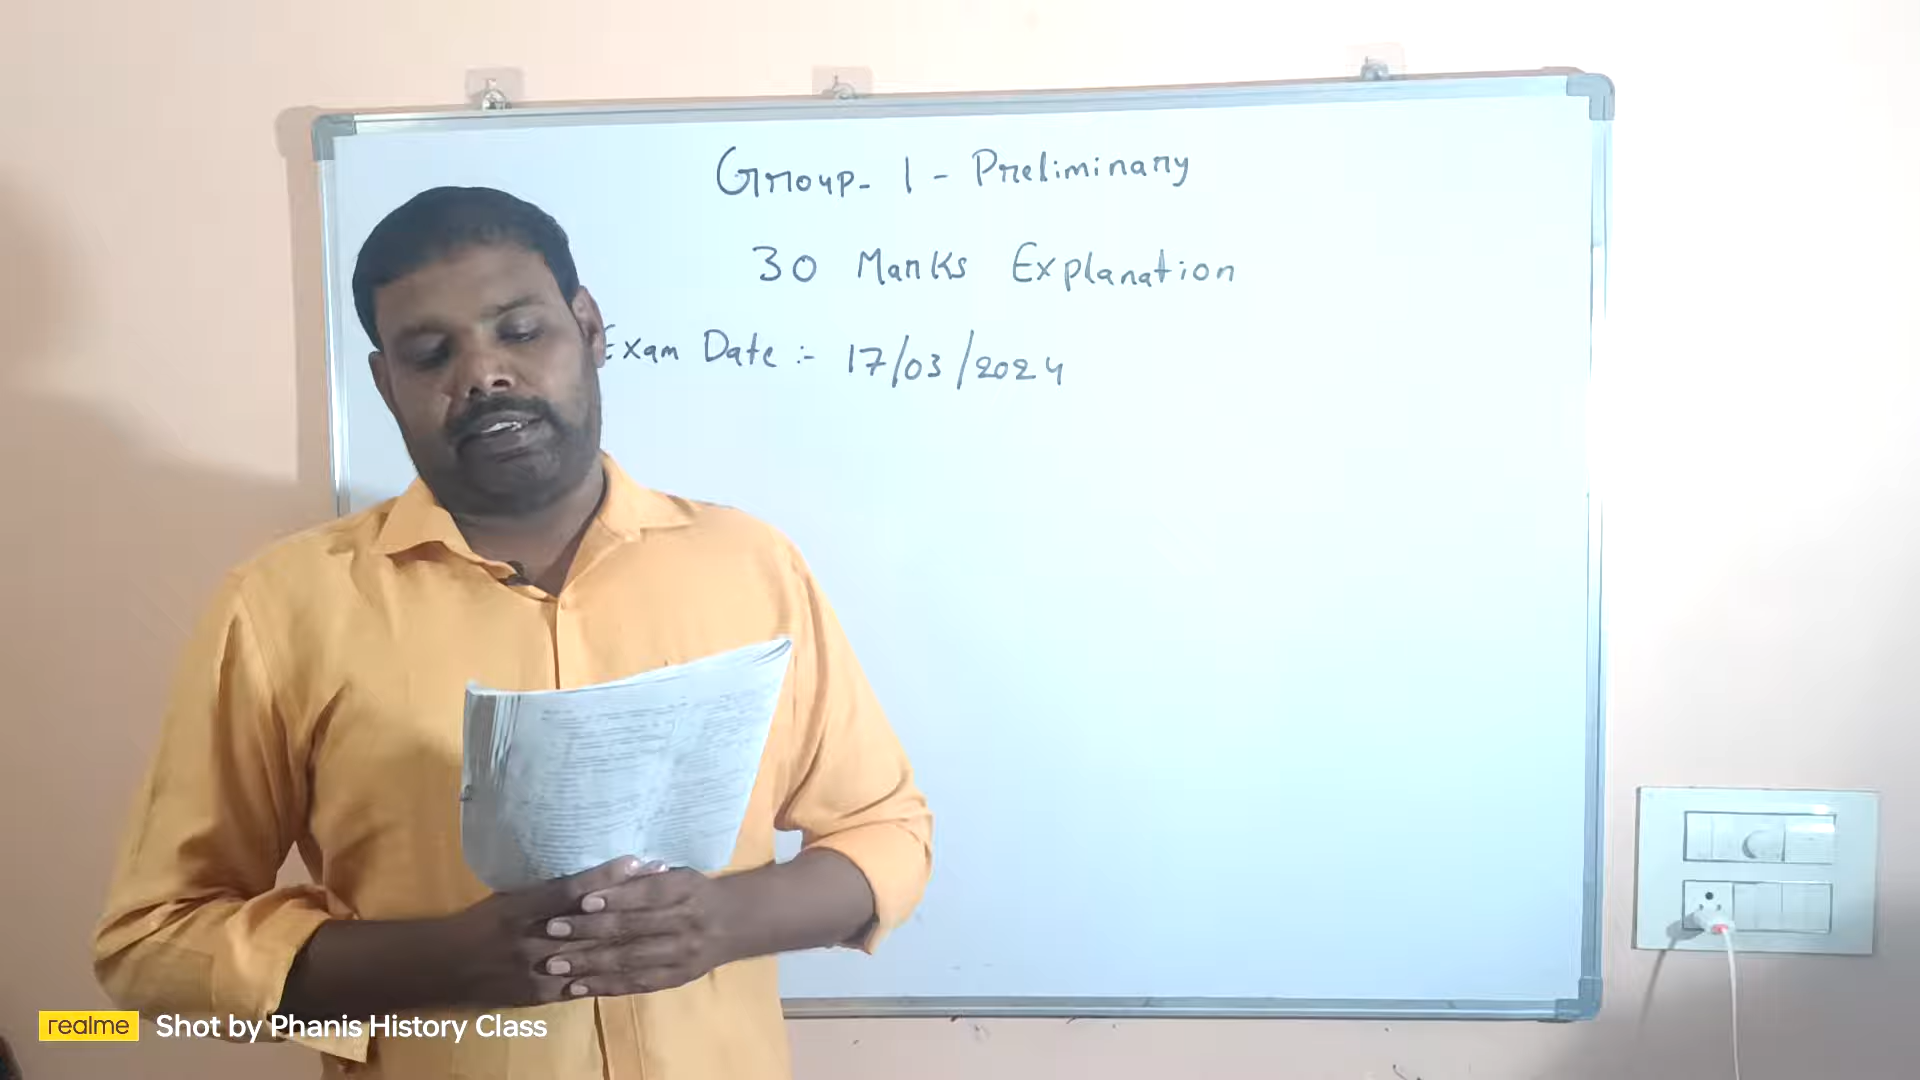 Group - 1 - Preliminary
30 Marks Explanation
Exam Date :- 17/03/2024
realme Shot by Phanis History Class